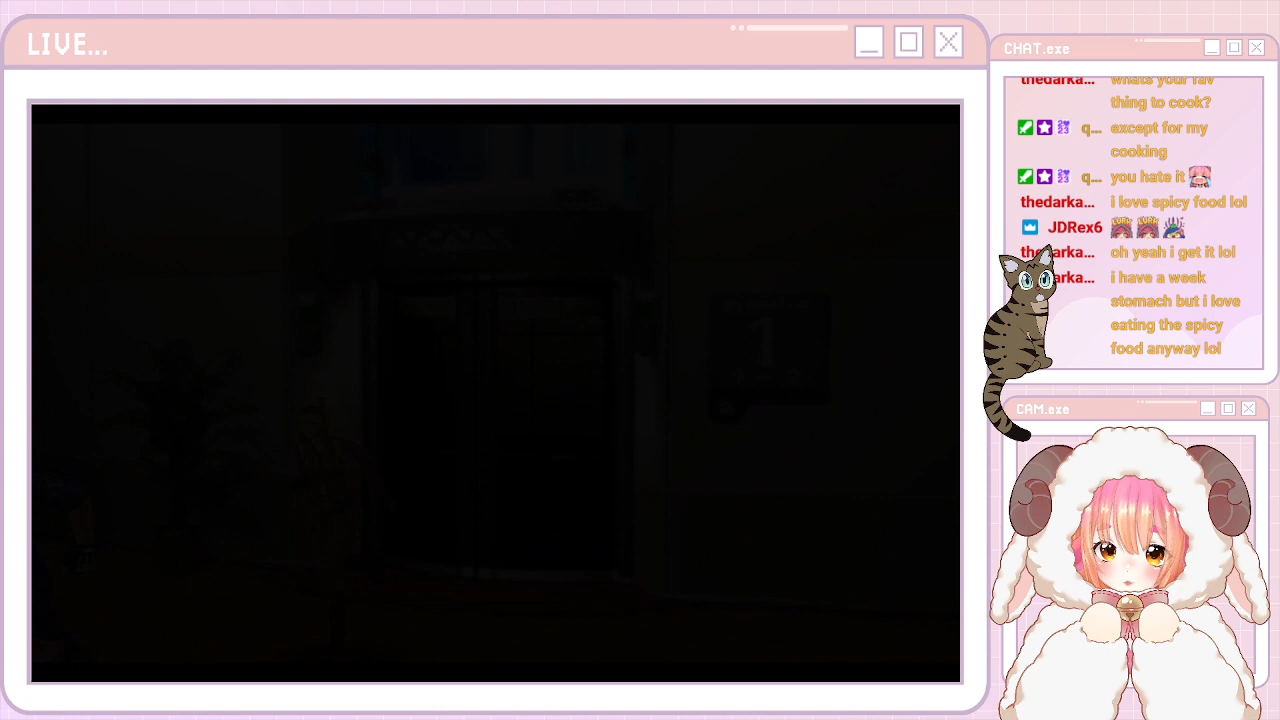 LIVE...
CHAT.exe
thedarka... whats your fav
thing to cook?
q... except for my
cooking
q... you hate it
thedarka... i love spicy food lol
JDRex6
oh yeah i get it lol
i have a week
stomach but i love
eating the spicy
food anyway lol
CAM.exe